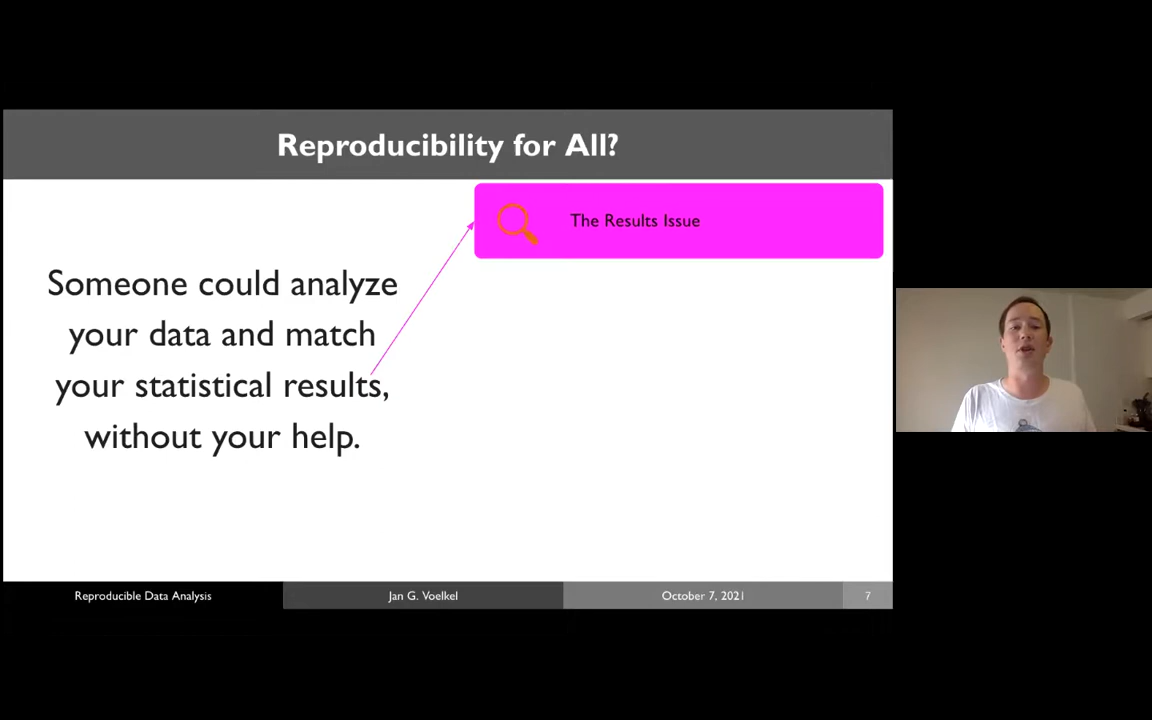 Reproducibility for All?
The Results Issue
Someone could analyze
your data and match
your statistical results,
without your help.
Reproducible Data Analysis
Jan G. Voelkel
October 7, 2021
7